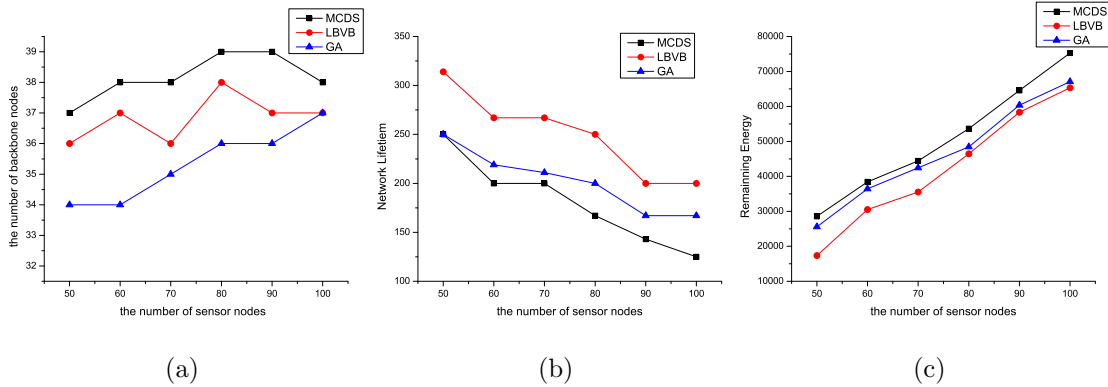 MCDS
LBVB
GA
39
38
37
36
35
34
33
32
the number of backbone nodes
50 60 70 80 90 100
the number of sensor nodes
(a)
MCDS
LBVB
GA
350
300
250
200
150
100
Network Lifetiem
50 60 70 80 90 100
the number of sensor nodes
(b)
MCDS
LBVB
GA
80000
70000
60000
50000
40000
30000
20000
10000
Remainning Energy
50 60 70 80 90 100
the number of sensor nodes
(c)